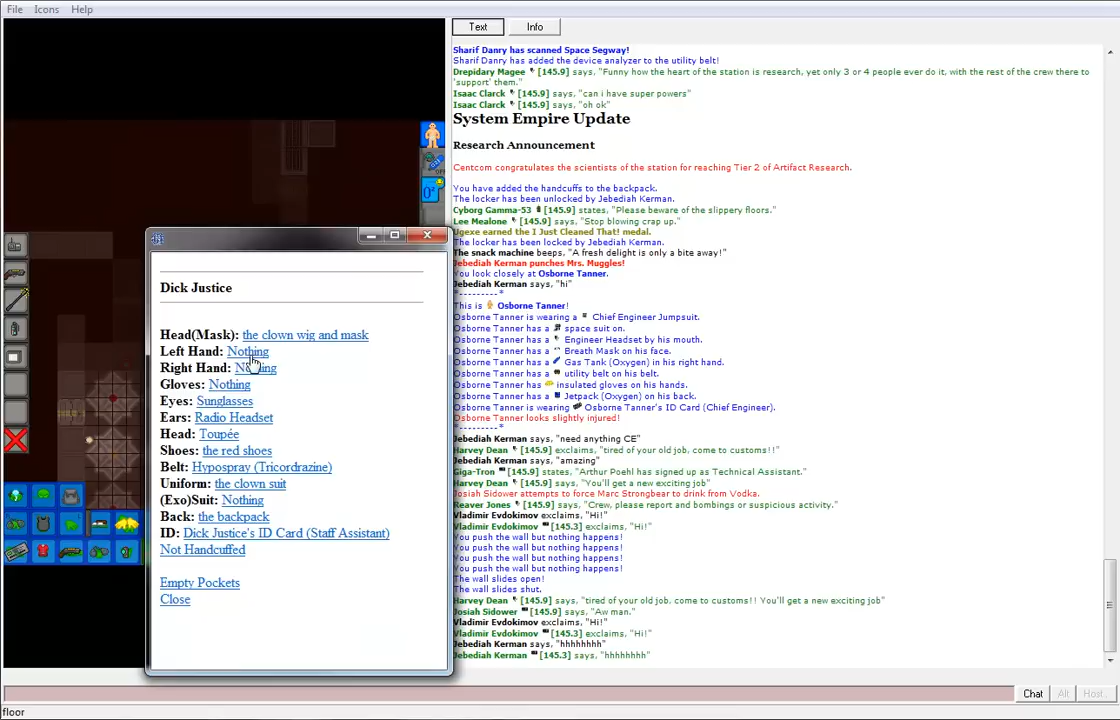 File Icons Help
Text Info
Sharif Danry has scanned Space Segway!
Sharif Danry has added the device analyzer to the utility belt!
Drepidary Magee [145.9] says, "Funny how the heart of the station is research, yet only 3 or 4 people ever do it, with the rest of the crew there to
'support' them."
Isaac Clarck [145.9] says, "can i have super powers"
Isaac Clarck [145.9] says, "oh ok"
System Empire Update
Research Announcement
Centcom congratulates the scientists of the station for reaching Tier 2 of Artifact Research.
You have added the handcuffs to the backpack.
The locker has been unlocked by Jebediah Kerman.
Cyborg Gamma-53 [145.9] states, "Please beware of the slippery floors."
Lee Mealone [145.9] says, "Stop blowing crap up."
earned the I Just Cleaned That! medal.
The locker has been locked by Jebediah Kerman.
The snack machine beeps, "A fresh delight is only a bite away!"
Jebediah Kerman punches Mrs. Muggles!
You look closely at Osborne Tanner.
Jebediah Kerman says, "hi"
*---------*
This is Osborne Tanner!
Osborne Tanner is wearing a Chief Engineer Jumpsuit.
Osborne Tanner has a space suit on.
Osborne Tanner has a Engineer Headset by his mouth.
Osborne Tanner has a Breath Mask on his face.
Osborne Tanner has a Gas Tank (Oxygen) in his right hand.
Osborne Tanner has a utility belt on his belt.
Osborne Tanner has a insulated gloves on his hands.
Osborne Tanner has a Jetpack (Oxygen) on his back.
Osborne Tanner is wearing Osborne Tanner's ID Card (Chief Engineer).
Osborne Tanner looks slightly injured!
*---------*
Jebediah Kerman says, "need anything CE"
Harvey Dean [145.9] exclaims, "tired of your old job, come to customs!!"
Jebediah Kerman says, "amazing"
Giga-Tron [145.9] states, "Arthur Poehl has signed up as Technical Assistant."
Harvey Dean [145.9] says, "You'll get a new exciting job"
Josiah Sidower attempts to force Marc Strongbear to drink from Vodka.
Reaver Jones [145.9] says, "Crew, please report and bombings or suspicious activity."
Vladimir Evdokimov exclaims, "Hi!"
Vladimir Evdokimov [145.3] exclaims, "Hi!"
You push the wall but nothing happens!
You push the wall but nothing happens!
You push the wall but nothing happens!
You push the wall but nothing happens!
The wall slides open!
The wall slides shut.
Harvey Dean [145.9] says, "tired of your old job, come to customs!! You'll get a new exciting job"
Josiah Sidower [145.9] says, "Aw man."
Vladimir Evdokimov exclaims, "Hi!"
Vladimir Evdokimov [145.3] exclaims, "Hi!"
Jebediah Kerman says, "hhhhhhhh"
Jebediah Kerman [145.3] says, "hhhhhhhh"
Dick Justice
Head(Mask): the clown wig and mask
Left Hand: Nothing
Right Hand: Nothing
Gloves: Nothing
Eyes: Sunglasses
Ears: Radio Headset
Head: Toupée
Shoes: the red shoes
Belt: Hypospray (Tricordrazine)
Uniform: the clown suit
(Exo)Suit: Nothing
Back: the backpack
ID: Dick Justice's ID Card (Staff Assistant)
Not Handcuffed
Empty Pockets
Close
Chat Alt Host
floor